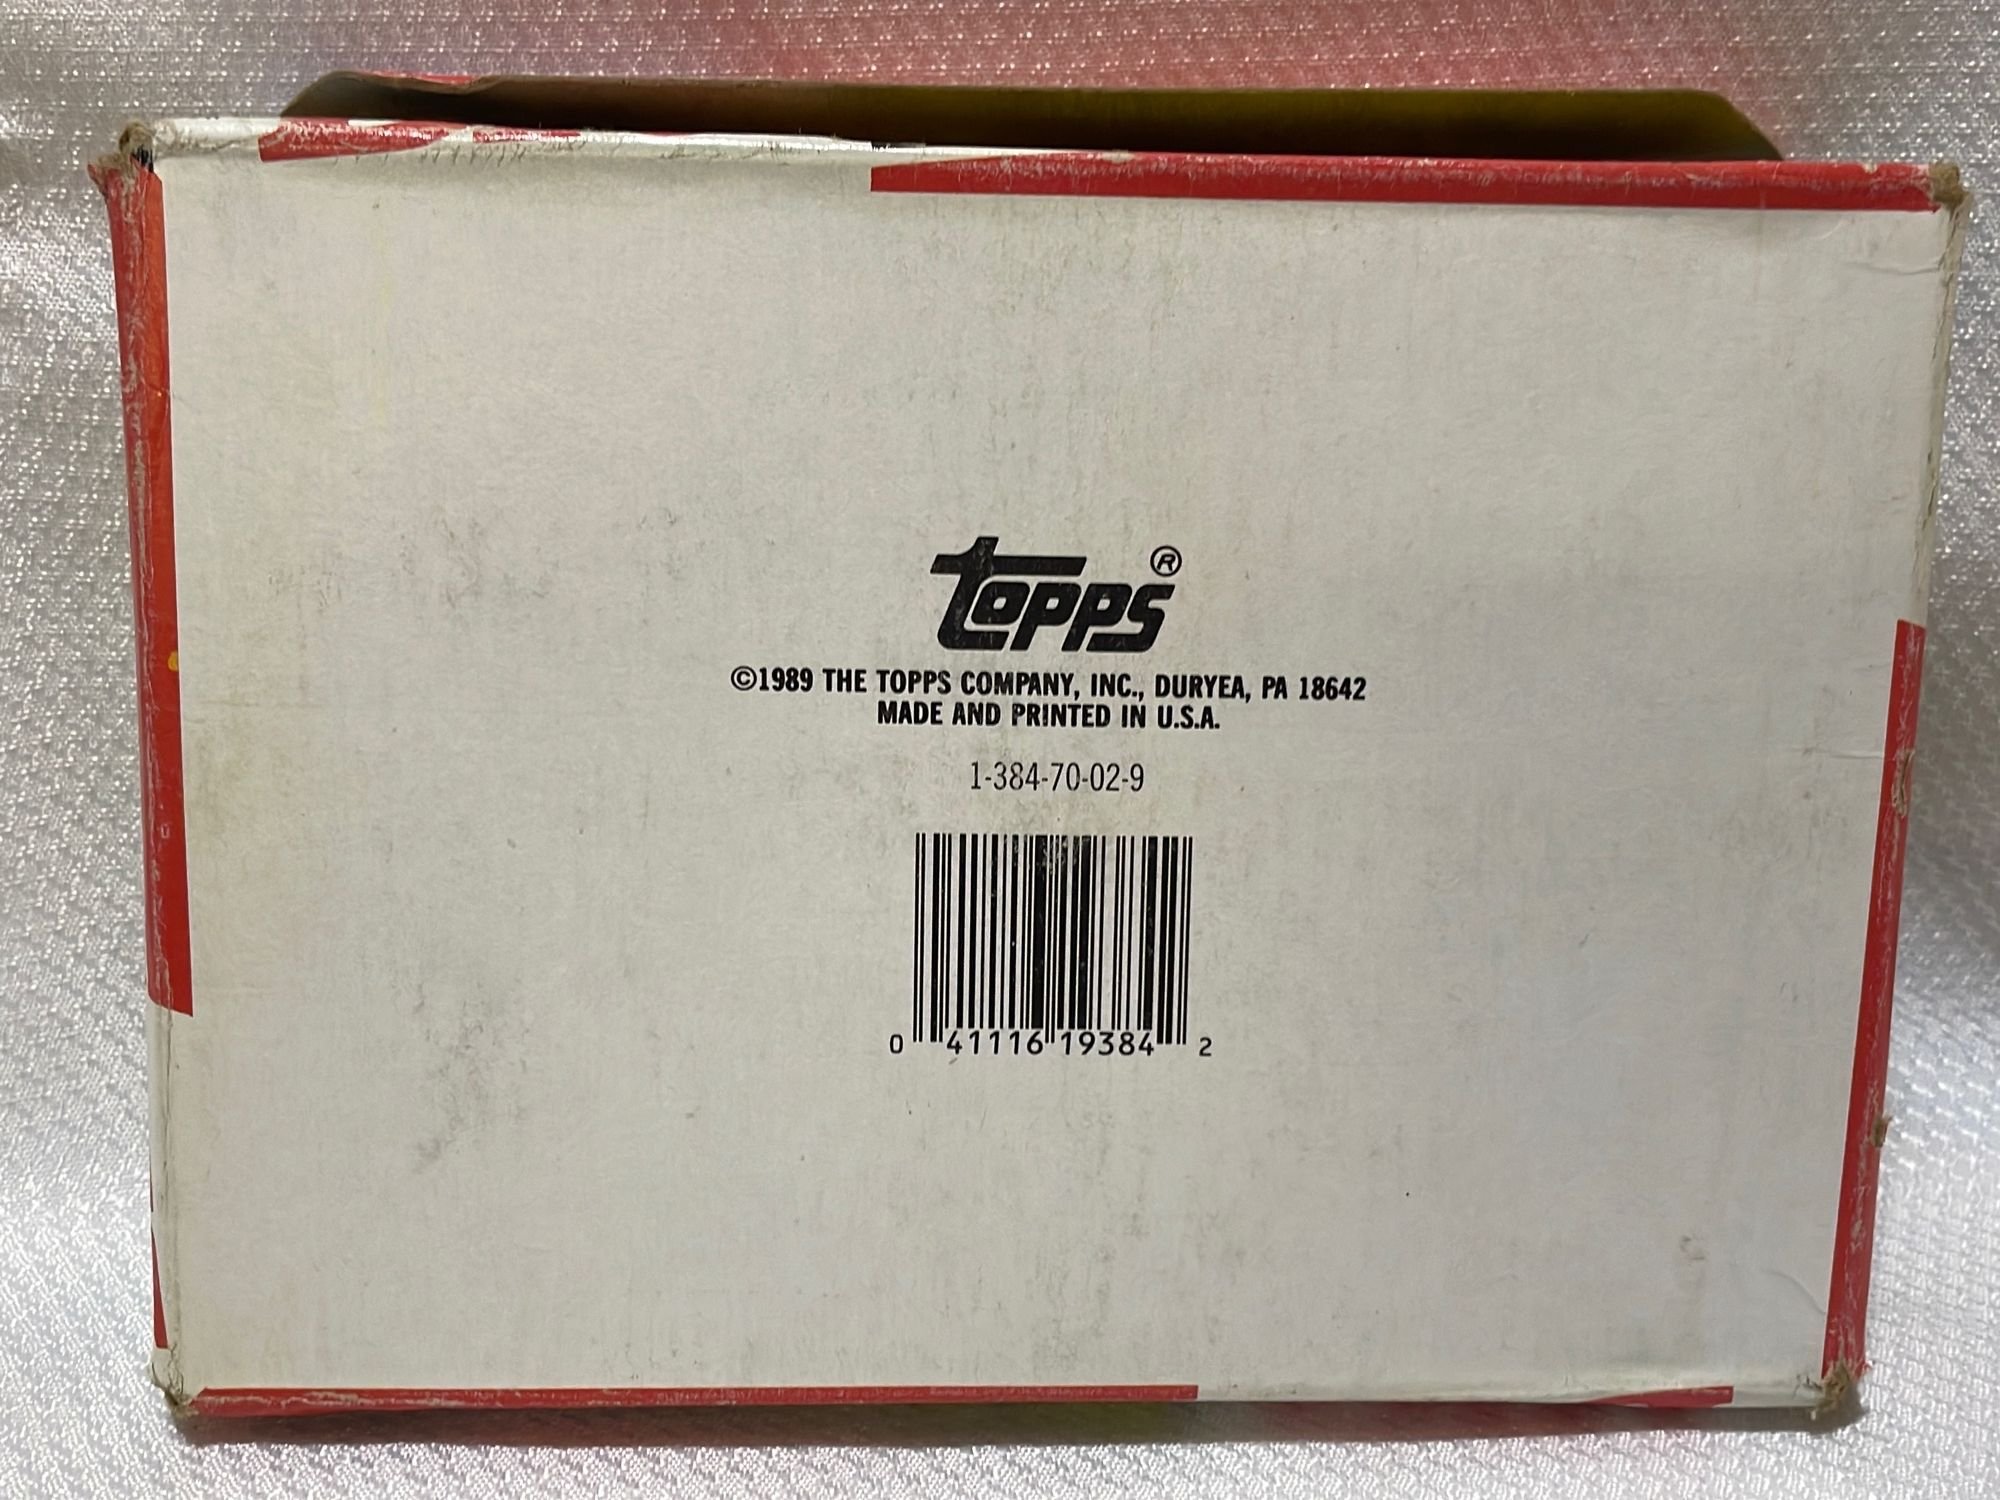 Topps®
©1989 THE TOPPS COMPANY, INC., DURYEA, PA 18642
MADE AND PRINTED IN U.S.A.
1-384-70-02-9
0 41116 19384 2